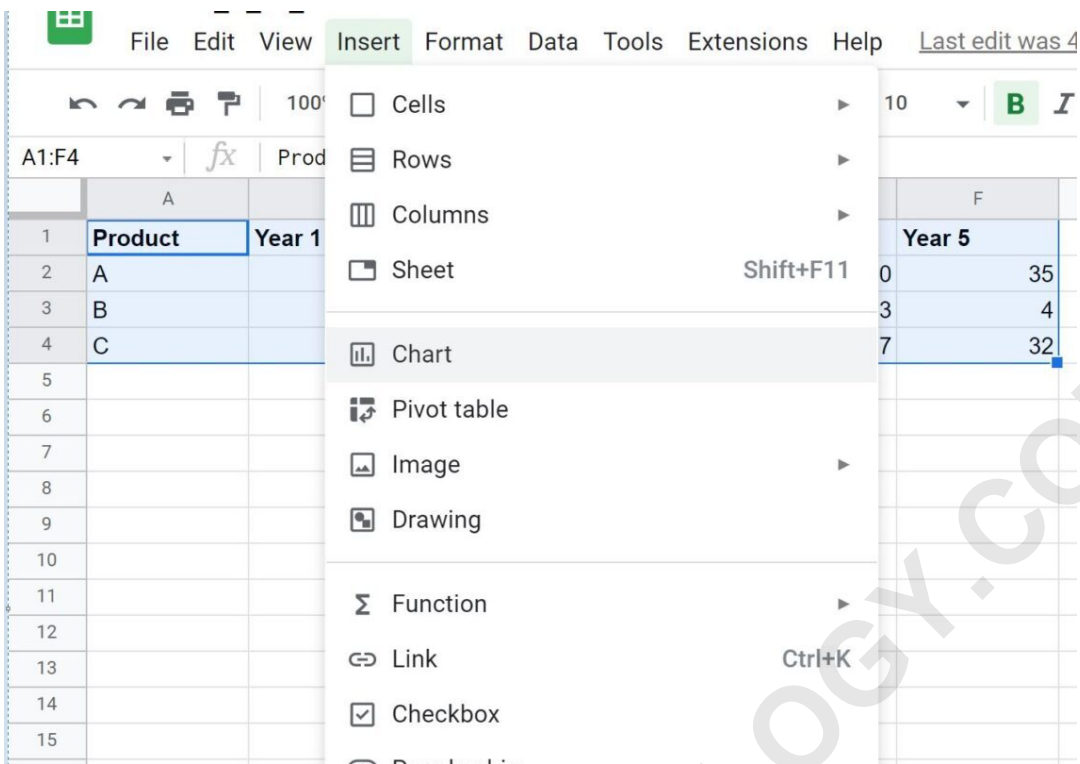 File Edit View Insert Format Data Tools Extensions Help Last edit was 4
100% 10 B I
A1:F4 fx Prod
A F
1 Product Year 1 Year 5
2 A 0 35
3 B 3 4
4 C 7 32
5
6
7
8
9
10
11
12
13
14
15
Cells
Rows
Columns
Sheet Shift+F11
Chart
Pivot table
Image
Drawing
Σ Function
Link Ctrl+K
Checkbox
OGY.CO